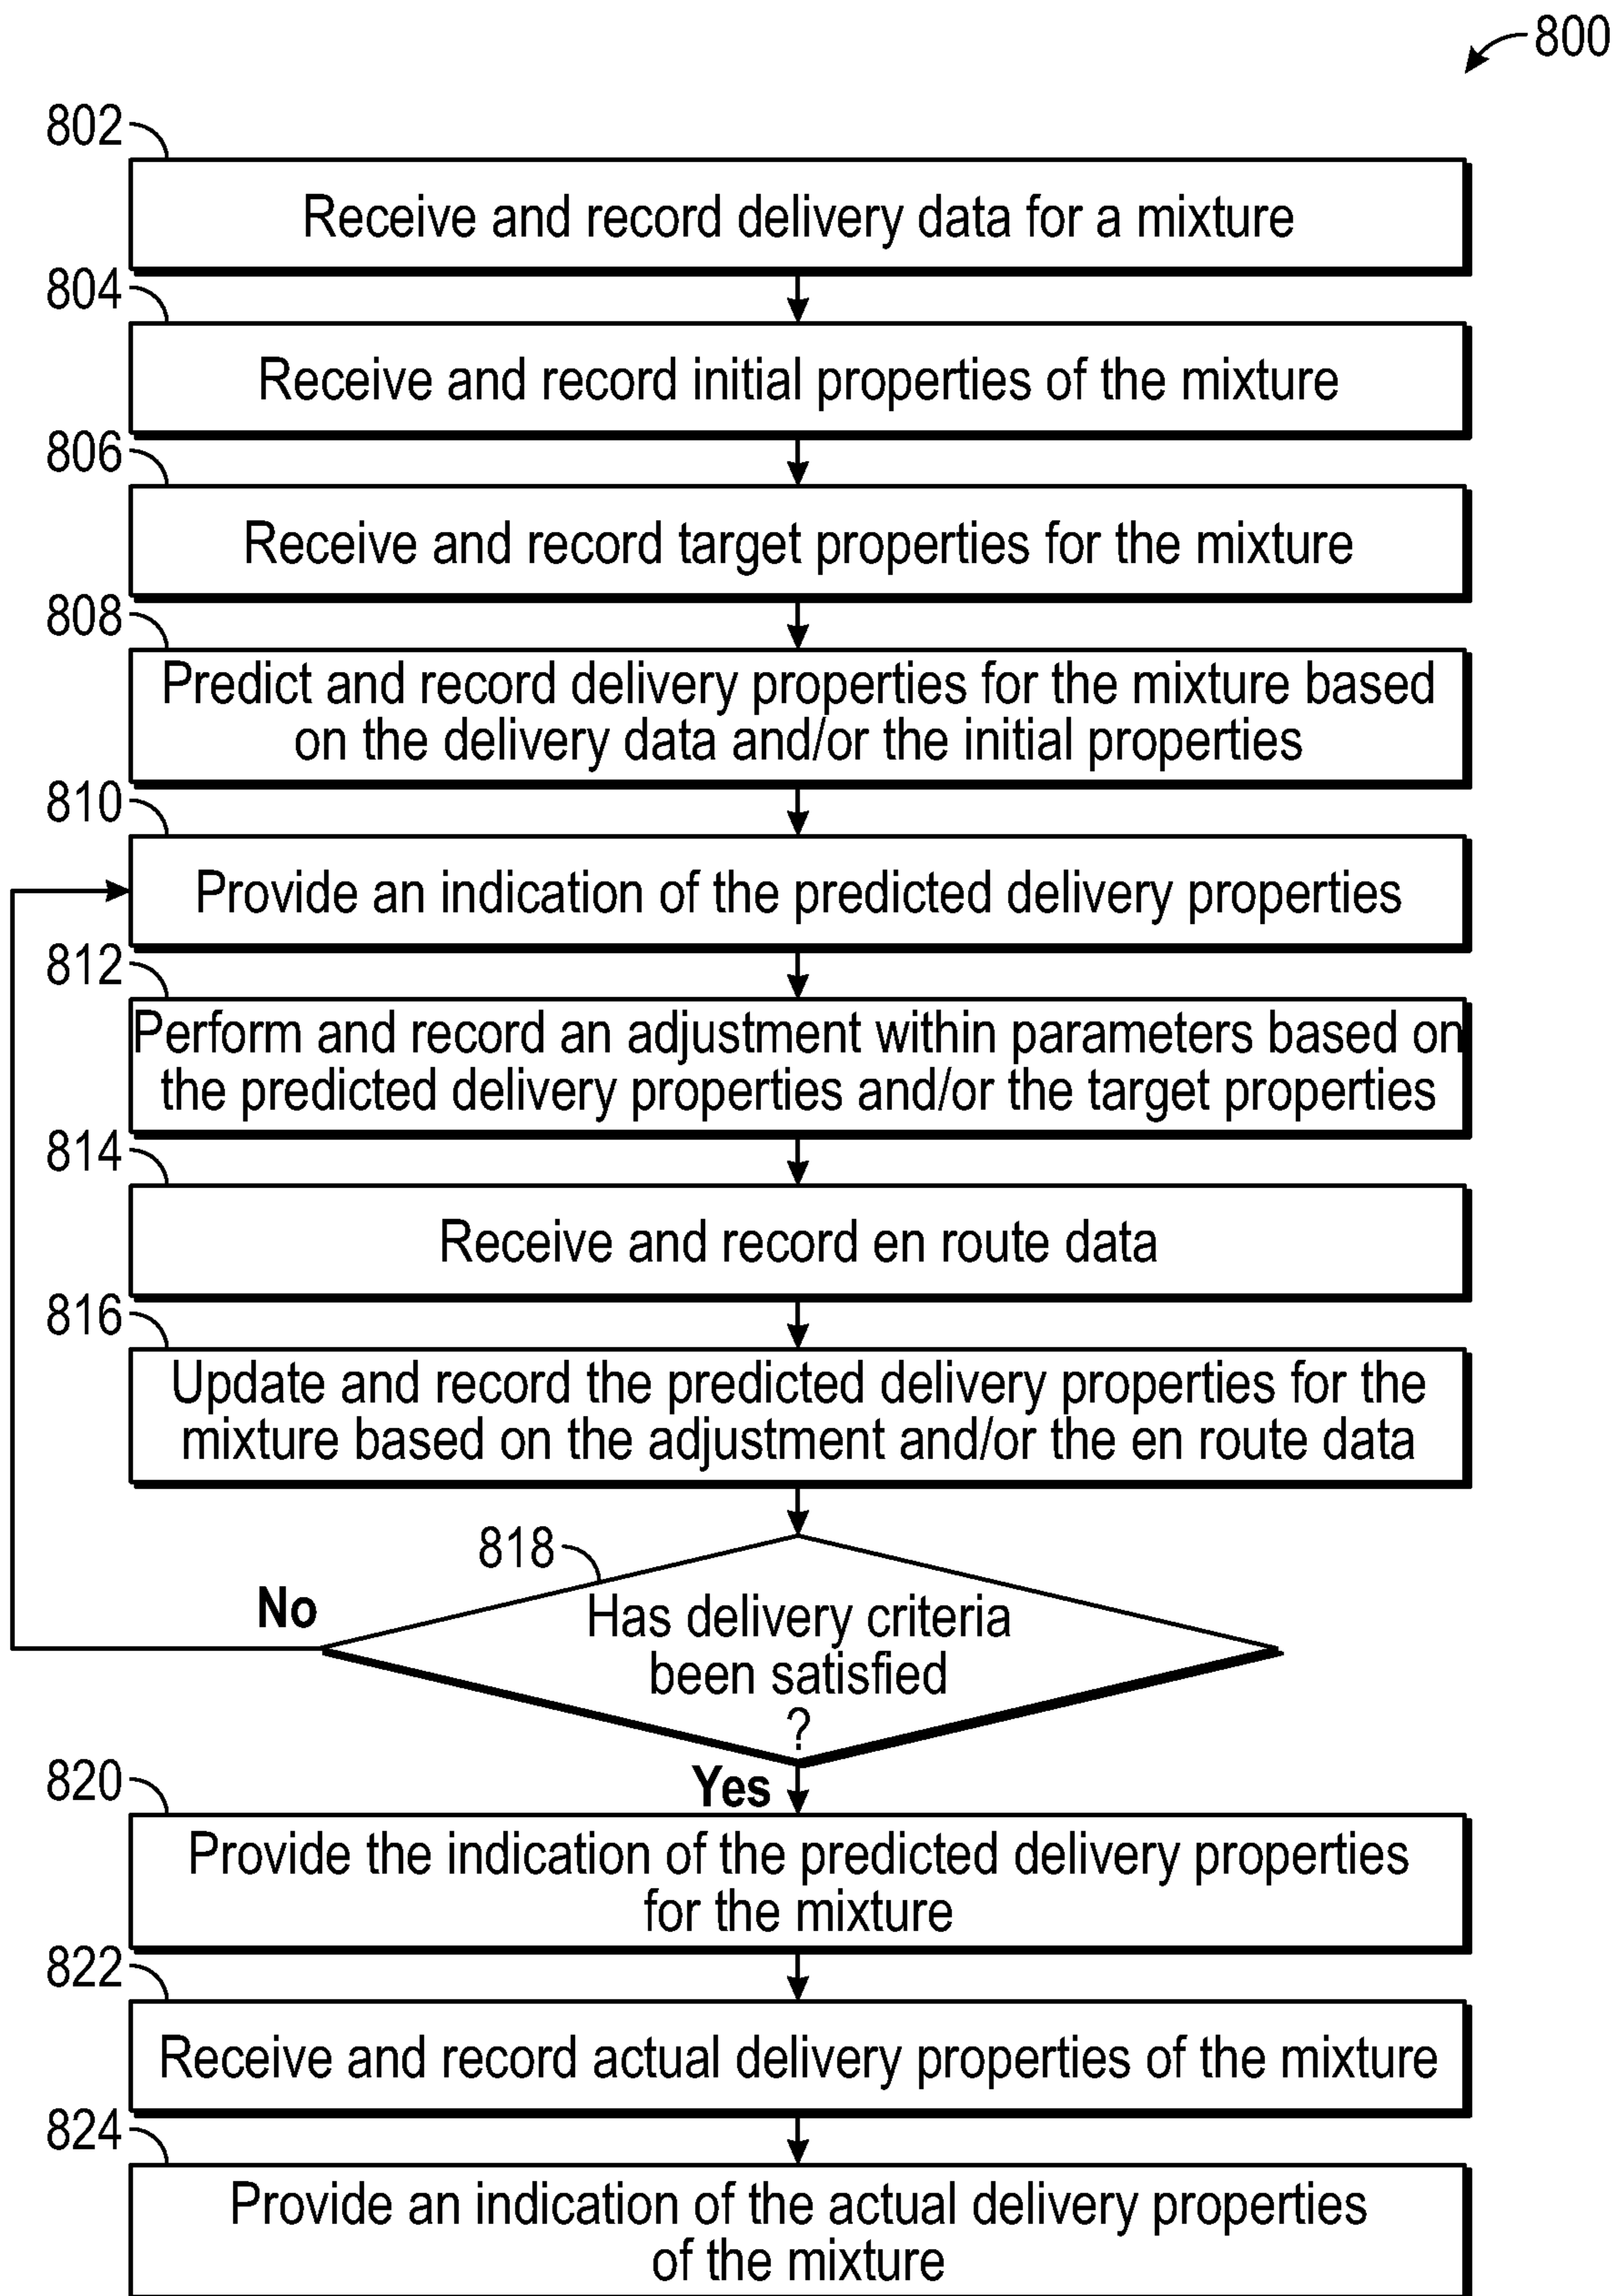 800
802
Receive and record delivery data for a mixture
804
Receive and record initial properties of the mixture
806
Receive and record target properties for the mixture
808
Predict and record delivery properties for the mixture based
on the delivery data and/or the initial properties
810
Provide an indication of the predicted delivery properties
812
Perform and record an adjustment within parameters based on
the predicted delivery properties and/or the target properties
814
Receive and record en route data
816
Update and record the predicted delivery properties for the
mixture based on the adjustment and/or the en route data
818
No
Has delivery criteria
been satisfied
?
Yes
820
Provide the indication of the predicted delivery properties
for the mixture
822
Receive and record actual delivery properties of the mixture
824
Provide an indication of the actual delivery properties
of the mixture